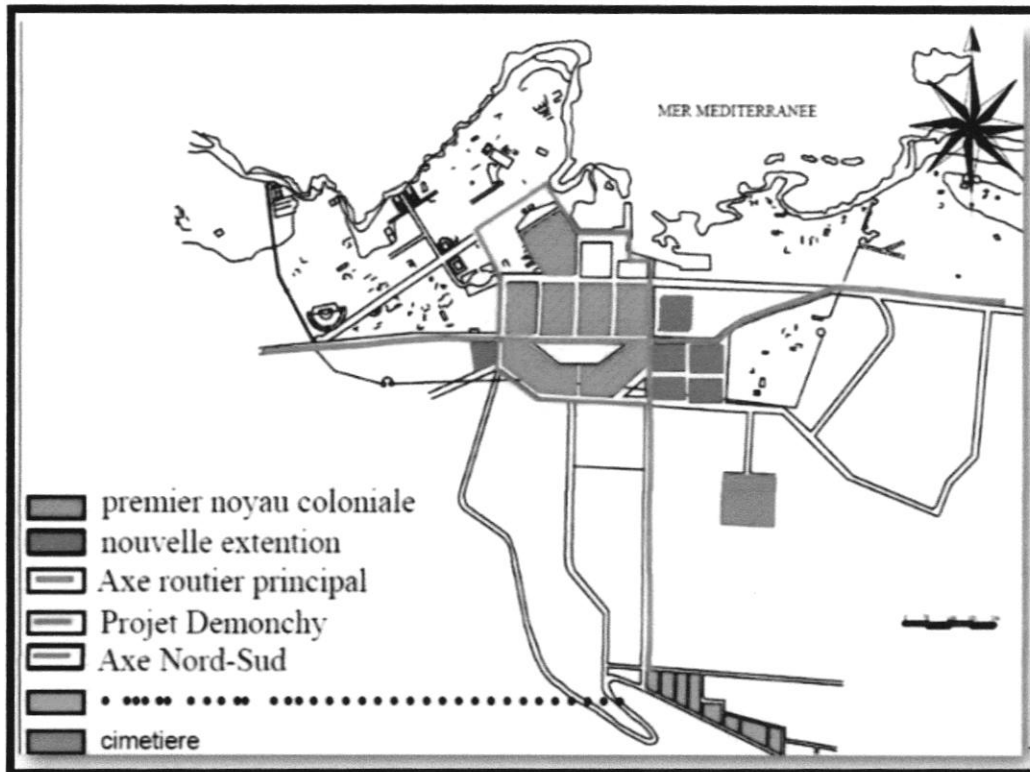 MER MEDITERRANEE
premier noyau coloniale
nouvelle extention
Axe routier principal
Projet Demonchy
Axe Nord-Sud
cimetiere